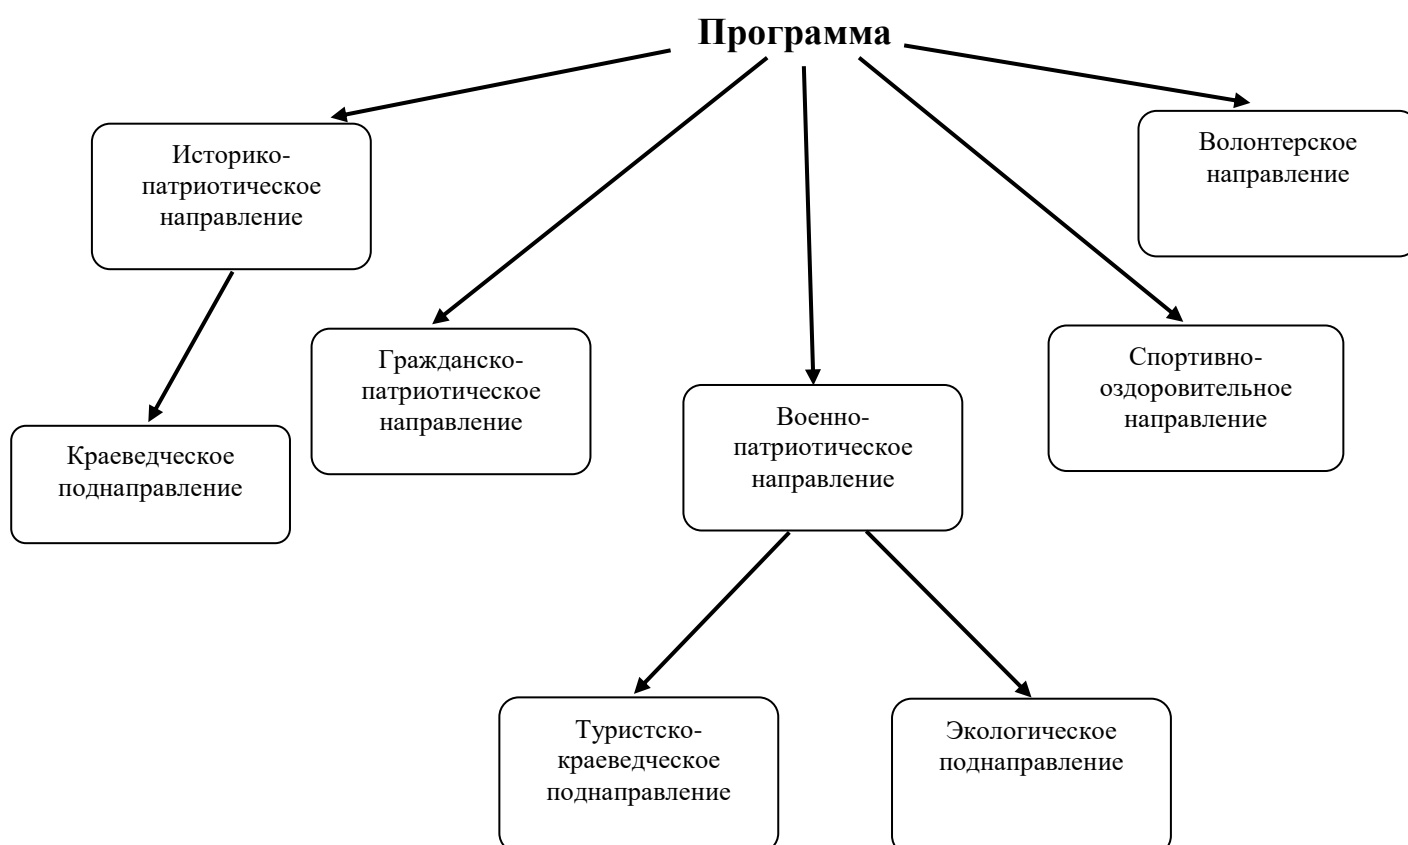 Программа
Историко-
патриотическое
направление
Волонтерское
направление
Гражданско-
патриотическое
направление
Спортивно-
оздоровительное
направление
Военно-
патриотическое
направление
Краеведческое
поднаправление
Туристско-
краеведческое
поднаправление
Экологическое
поднаправление